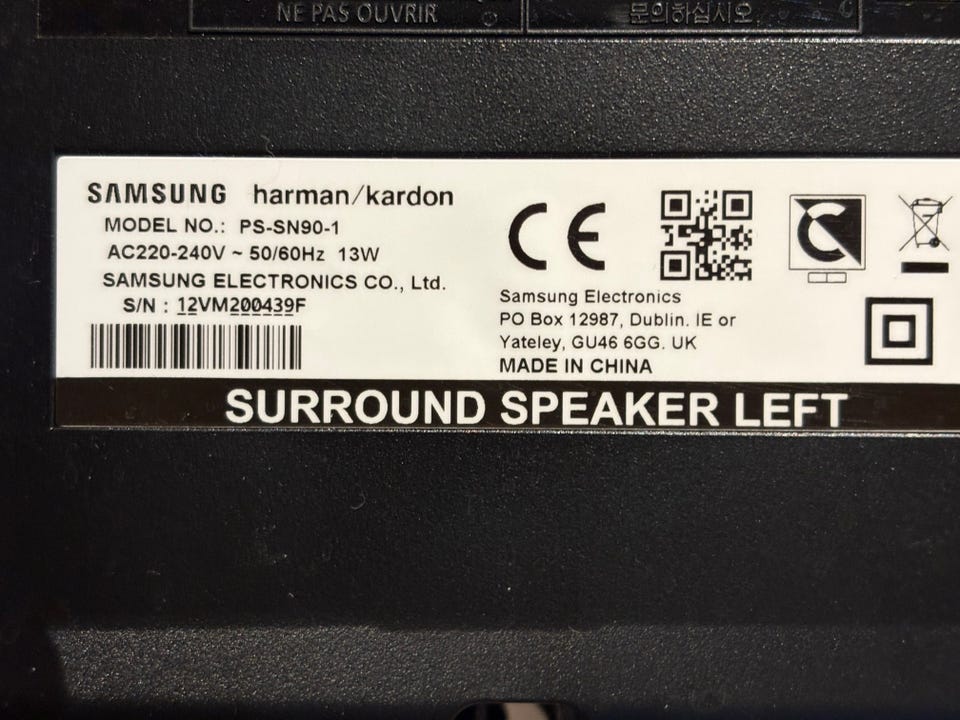 NE PAS OUVRIR
문의하십시오
SAMSUNG harman/kardon
MODEL NO.: PS-SN90-1
AC220-240V ~ 50/60Hz 13W
SAMSUNG ELECTRONICS CO., Ltd.
S/N : 12VM200439F
CE
Samsung Electronics
PO Box 12987, Dublin. IE or
Yateley, GU46 6GG. UK
MADE IN CHINA
SURROUND SPEAKER LEFT